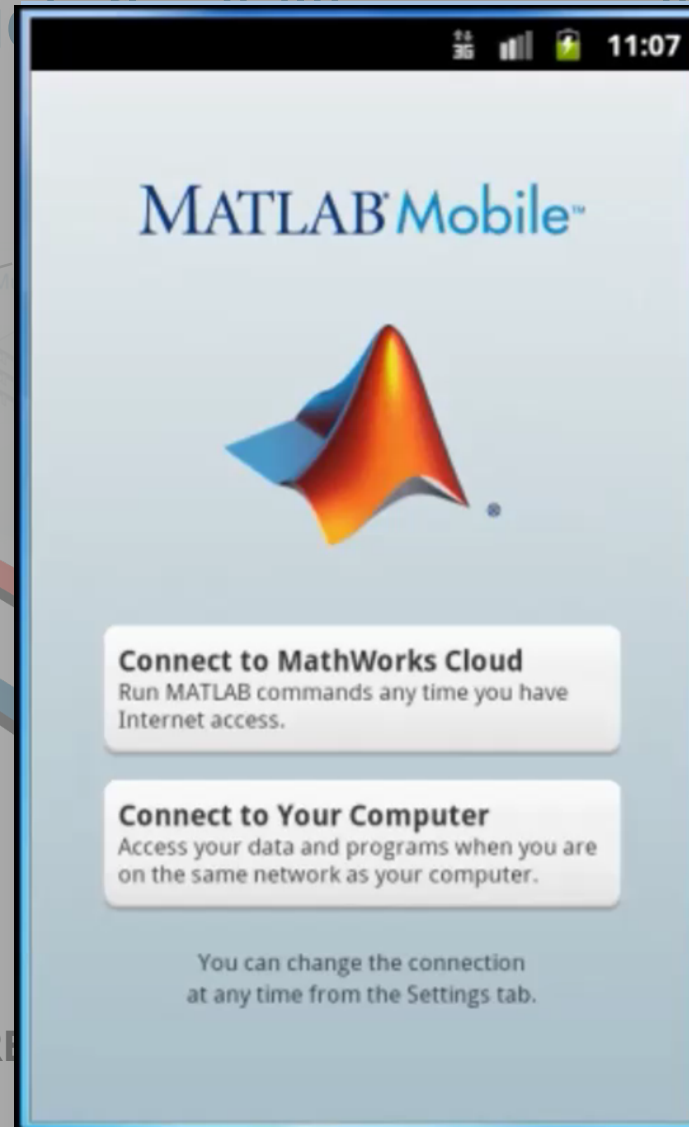 3G 11:07
MATLAB® Mobile™
®
Connect to MathWorks Cloud
Run MATLAB commands any time you have
Internet access.
Connect to Your Computer
Access your data and programs when you are
on the same network as your computer.
You can change the connection
at any time from the Settings tab.